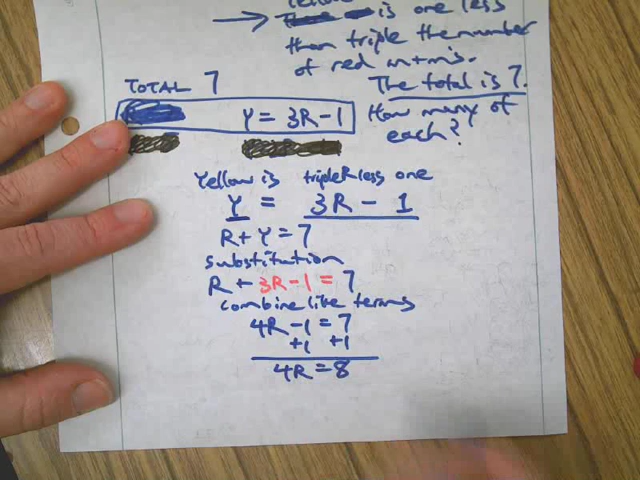 Yellow
is one less
than triple the number
of red m+m's.
The total is 7.
How many of
each?
TOTAL 7
Y = 3R-1
Yellow is triple R less one
Y = 3R - 1
R + Y = 7
substitution
R + 3R-1 = 7
combine like terms
4R - 1 = 7
+1 +1
4R = 8